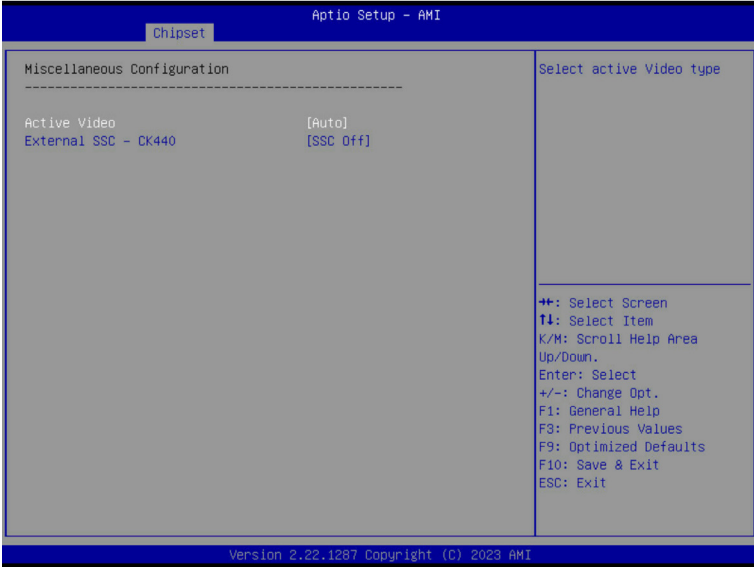 Aptio Setup – AMI
Chipset
Miscellaneous Configuration
--------------------------------------------------
Active Video [Auto]
External SSC – CK440 [SSC Off]
Select active Video type
→←: Select Screen
↑↓: Select Item
K/M: Scroll Help Area
Up/Down.
Enter: Select
+/-: Change Opt.
F1: General Help
F3: Previous Values
F9: Optimized Defaults
F10: Save & Exit
ESC: Exit
Version 2.22.1287 Copyright (C) 2023 AMI